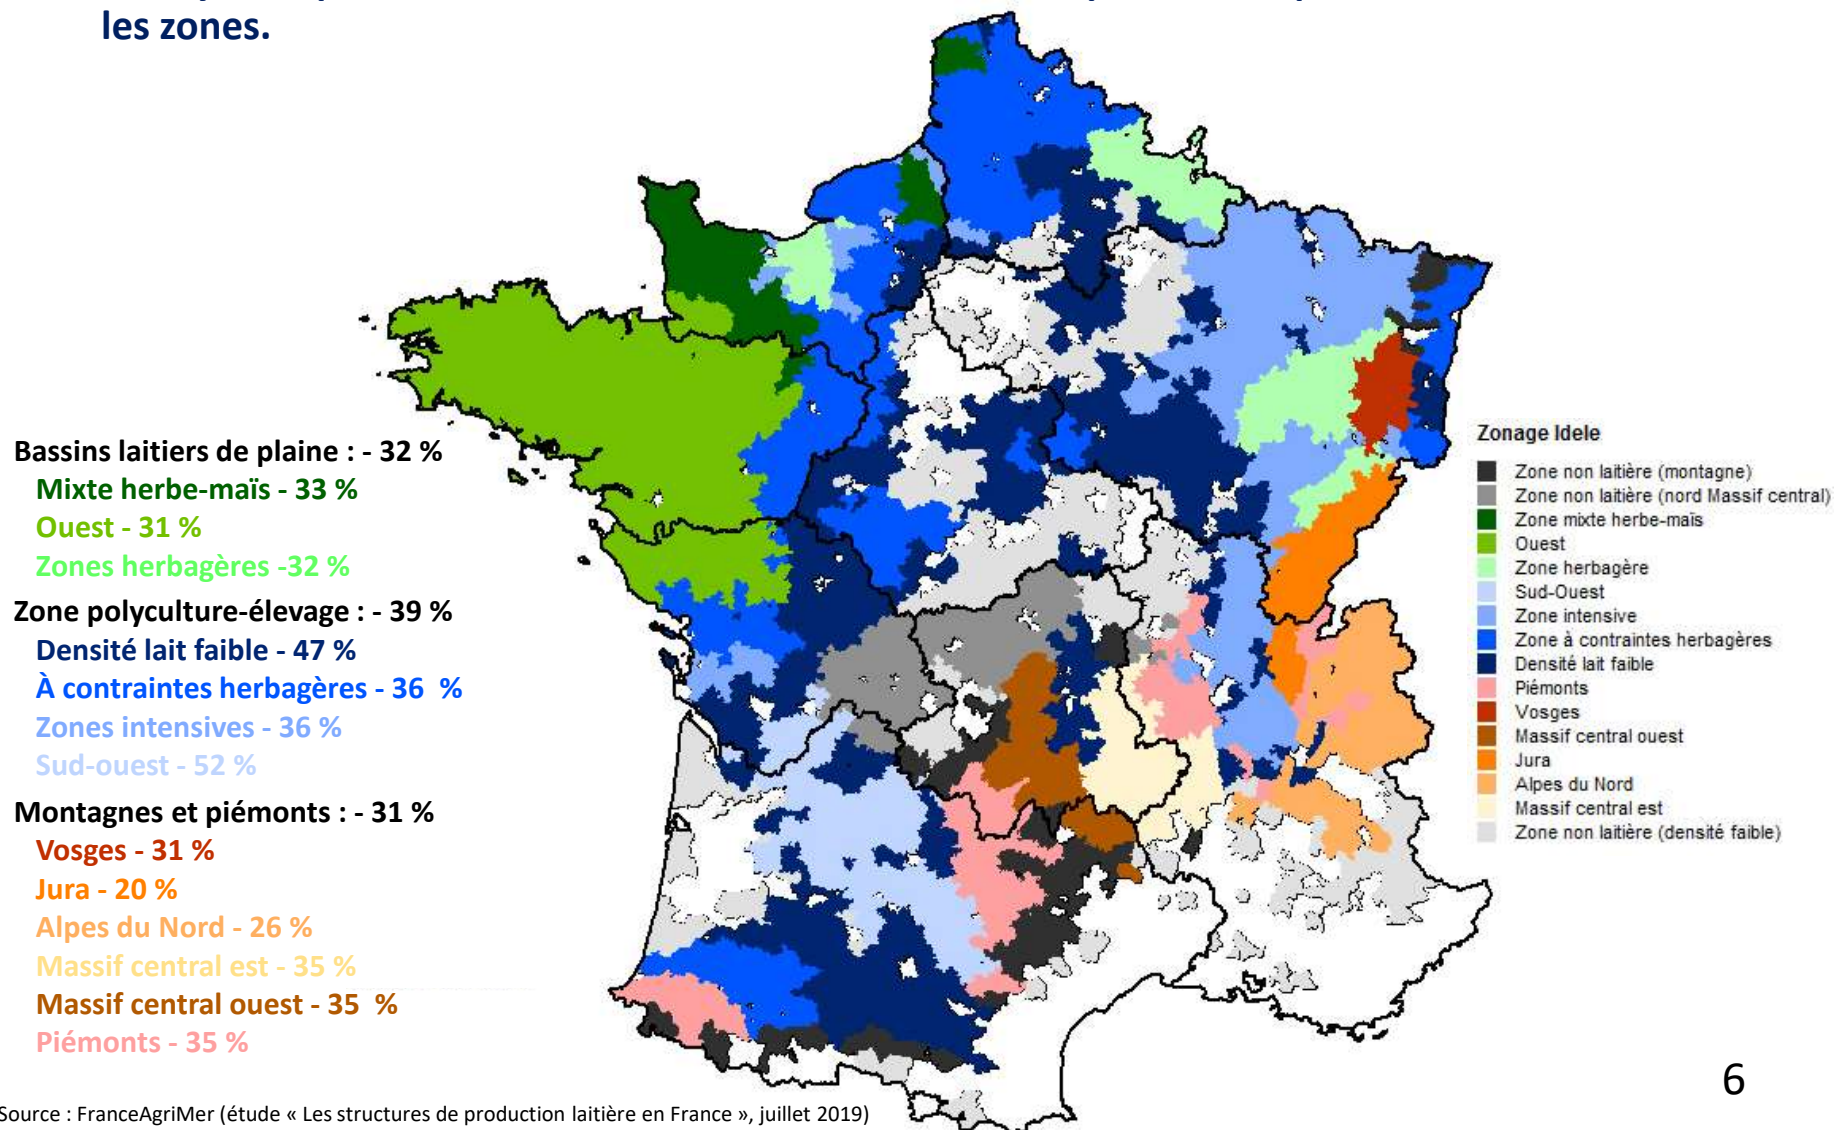 les zones.
Bassins laitiers de plaine : - 32 %
Mixte herbe-maïs - 33 %
Ouest - 31 %
Zones herbagères -32 %
Zone polyculture-élevage : - 39 %
Densité lait faible - 47 %
À contraintes herbagères - 36 %
Zones intensives - 36 %
Sud-ouest - 52 %
Montagnes et piémonts : - 31 %
Vosges - 31 %
Jura - 20 %
Alpes du Nord - 26 %
Massif central est - 35 %
Massif central ouest - 35 %
Piémonts - 35 %
Zonage Idele
Zone non laitière (montagne)
Zone non laitière (nord Massif central)
Zone mixte herbe-maïs
Ouest
Zone herbagère
Sud-Ouest
Zone intensive
Zone à contraintes herbagères
Densité lait faible
Piémonts
Vosges
Massif central ouest
Jura
Alpes du Nord
Massif central est
Zone non laitière (densité faible)
6
Source : FranceAgriMer (étude « Les structures de production laitière en France », juillet 2019)